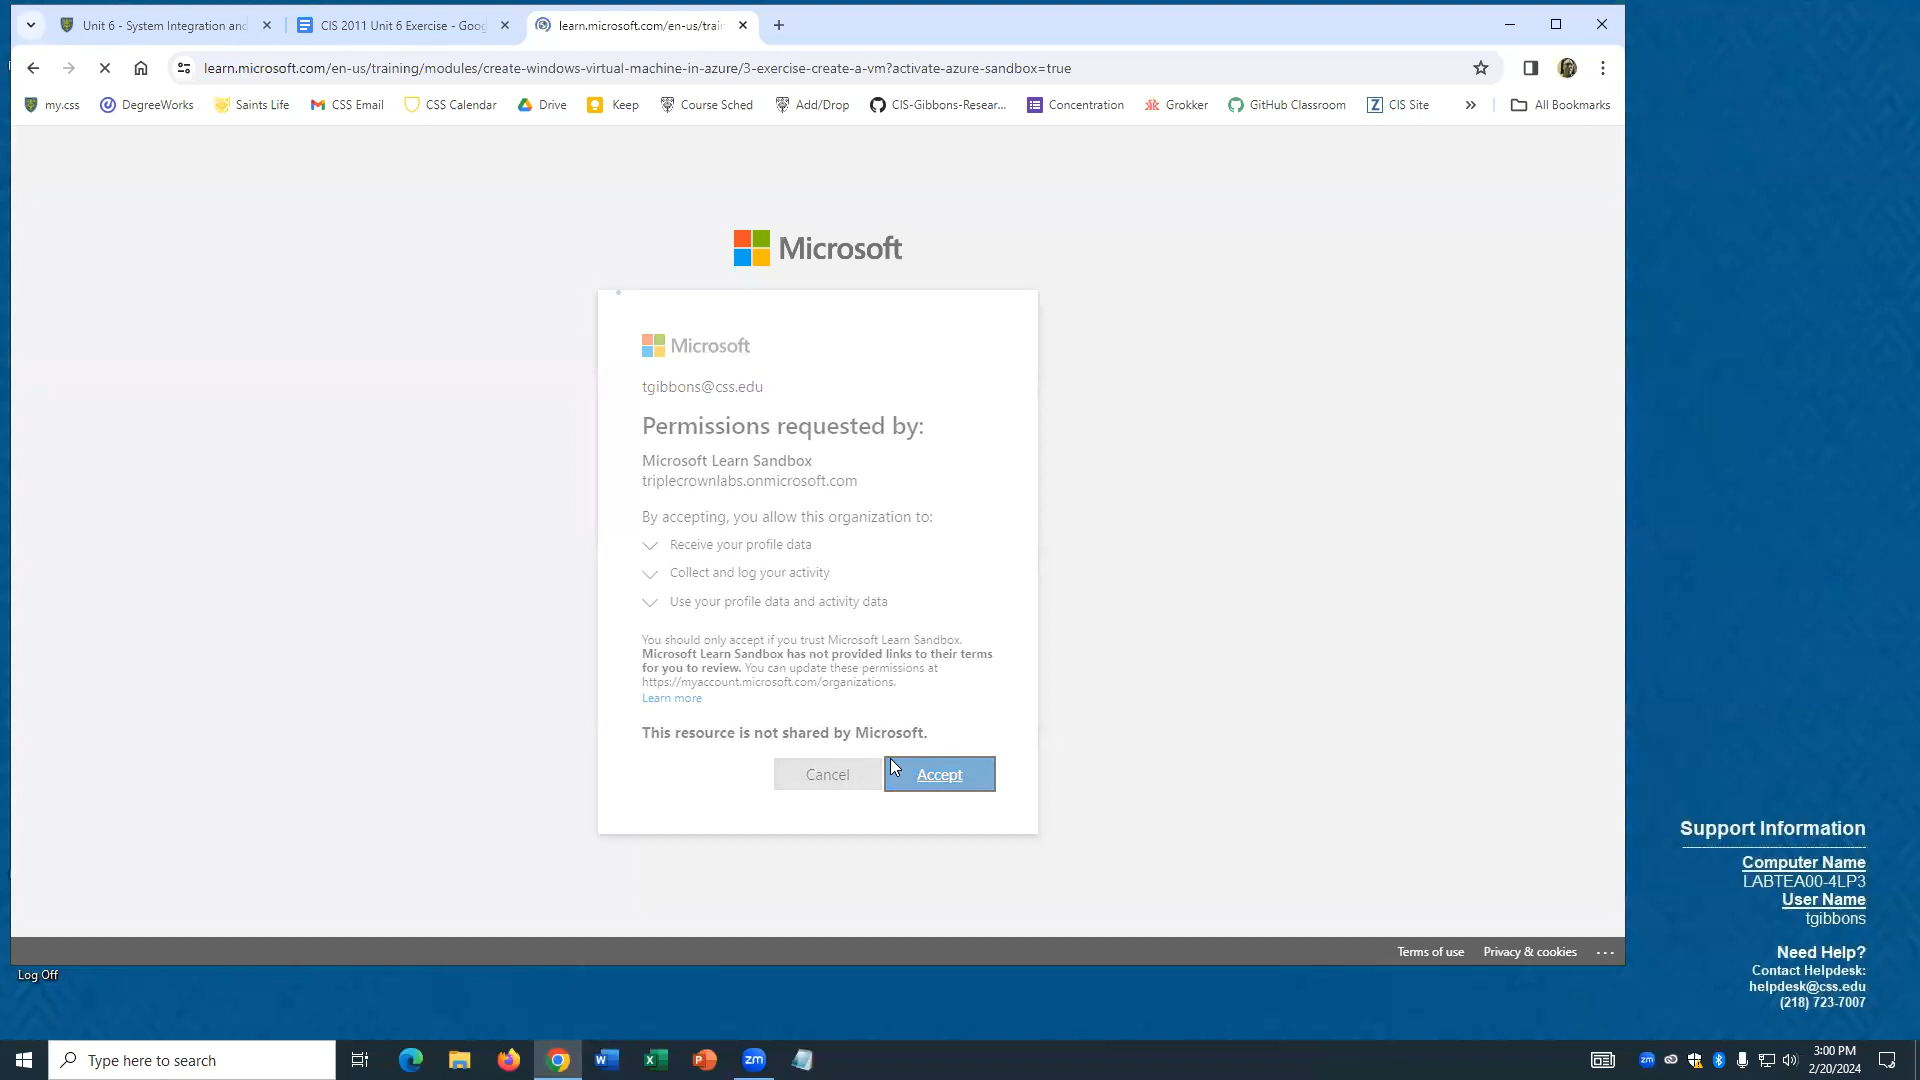 Unit 6 - System Integration and
CIS 2011 Unit 6 Exercise - Goog
learn.microsoft.com/en-us/trair
learn.microsoft.com/en-us/training/modules/create-windows-virtual-machine-in-azure/3-exercise-create-a-vm?activate-azure-sandbox=true
my.css
DegreeWorks
Saints Life
CSS Email
CSS Calendar
Drive
Keep
Course Sched
Add/Drop
CIS-Gibbons-Resear...
Concentration
Grokker
GitHub Classroom
CIS Site
All Bookmarks
Microsoft
Microsoft
tgibbons@css.edu
Permissions requested by:
Microsoft Learn Sandbox
triplecrownlabs.onmicrosoft.com
By accepting, you allow this organization to:
Receive your profile data
Collect and log your activity
Use your profile data and activity data
You should only accept if you trust Microsoft Learn Sandbox.
Microsoft Learn Sandbox has not provided links to their terms
for you to review. You can update these permissions at
https://myaccount.microsoft.com/organizations.
Learn more
This resource is not shared by Microsoft.
Cancel
Accept
Terms of use
Privacy & cookies
Log Off
Support Information
Computer Name
LABTEA00-4LP3
User Name
tgibbons
Need Help?
Contact Helpdesk:
helpdesk@css.edu
(218) 723-7007
Type here to search
zm
zm
3:00 PM
2/20/2024